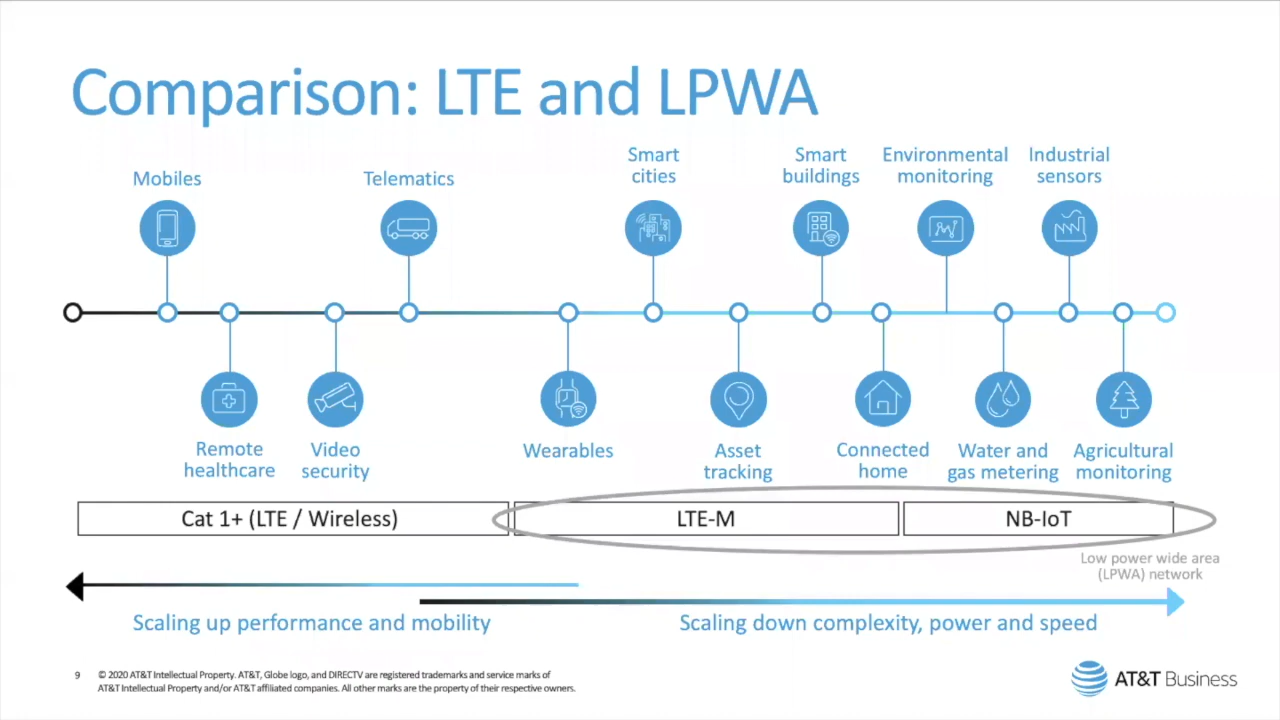 Comparison: LTE and LPWA
Smart
cities
Smart
buildings
Environmental
monitoring
Industrial
sensors
Mobiles
Telematics
Remote
healthcare
Video
security
Wearables
Asset
tracking
Connected
home
Water and
gas metering
Agricultural
monitoring
Cat 1+ (LTE / Wireless)
LTE-M
NB-IoT
Low power wide area
(LPWA) network
Scaling up performance and mobility
Scaling down complexity, power and speed
9
© 2020 AT&T Intellectual Property. AT&T, Globe logo, and DIRECTV are registered trademarks and service marks of
AT&T Intellectual Property and/or AT&T affiliated companies. All other marks are the property of their respective owners.
AT&T Business